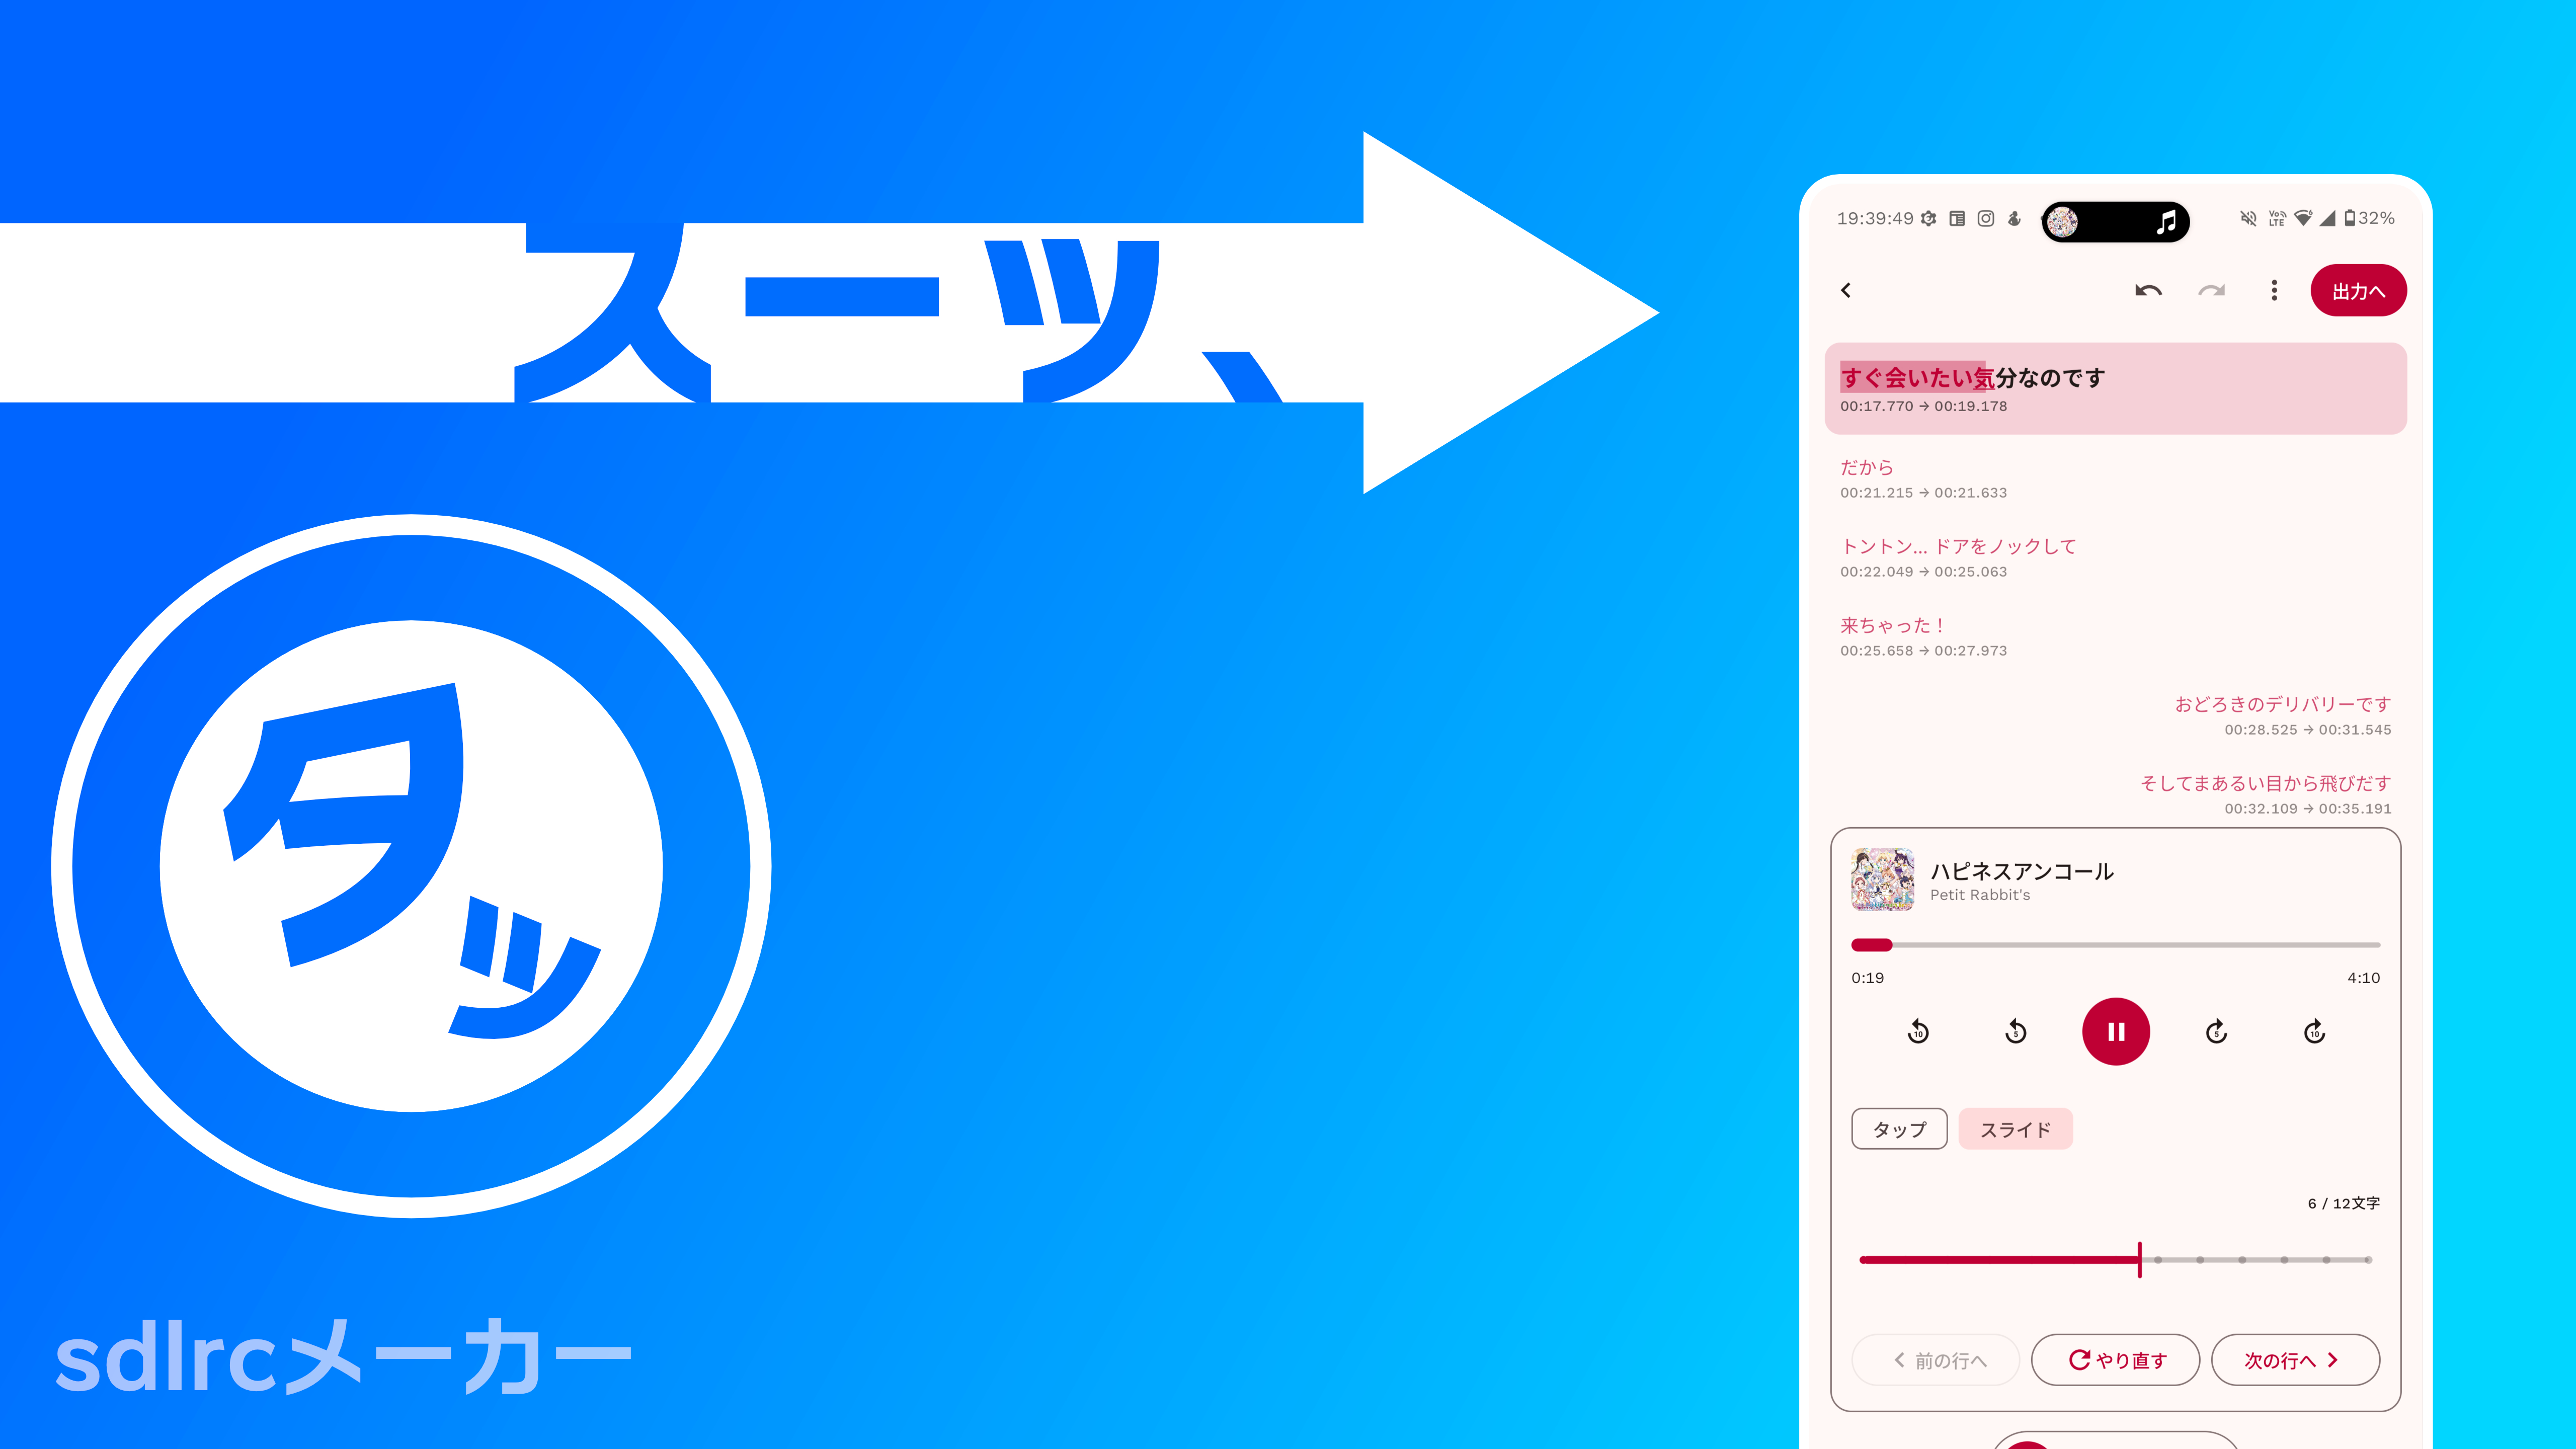 スーッ、
タッ
sdlrcメーカー
19:39:49
VoLTE
32%
出力へ
すぐ会いたい気分なのです
00:17.770 → 00:19.178
だから
00:21.215 → 00:21.633
トントン... ドアをノックして
00:22.049 → 00:25.063
来ちゃった！
00:25.658 → 00:27.973
おどろきのデリバリーです
00:28.525 → 00:31.545
そしてまあるい目から飛びだす
00:32.109 → 00:35.191
ハピネスアンコール
Petit Rabbit's
0:19
4:10
10
5
5
10
タップ
スライド
6 / 12文字
前の行へ
やり直す
次の行へ